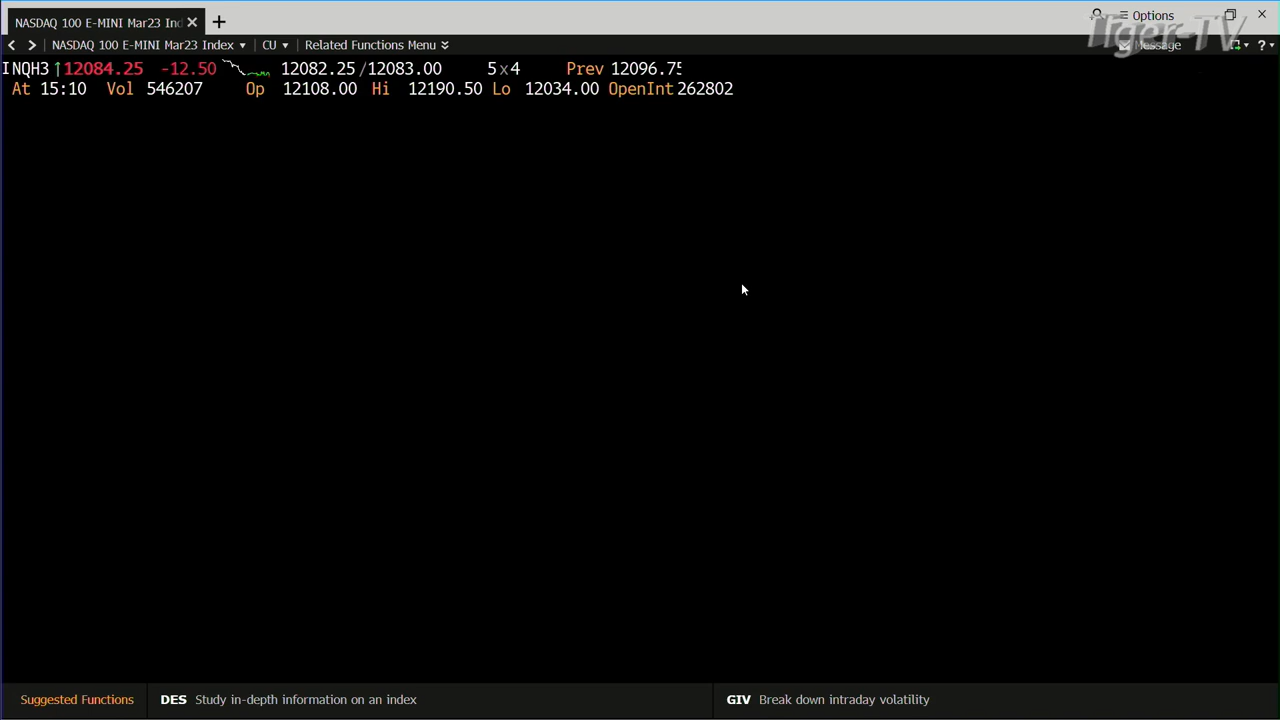 NASDAQ 100 E-MINI Mar23 Ind
Options
Tiger-TV
NASDAQ 100 E-MINI Mar23 Index CU Related Functions Menu Message ?
INQH3 ↑12084.25 -12.50 12082.25/12083.00 5x4 Prev 12096.75
At 15:10 Vol 546207 Op 12108.00 Hi 12190.50 Lo 12034.00 OpenInt 262802
Suggested Functions DES Study in-depth information on an index GIV Break down intraday volatility